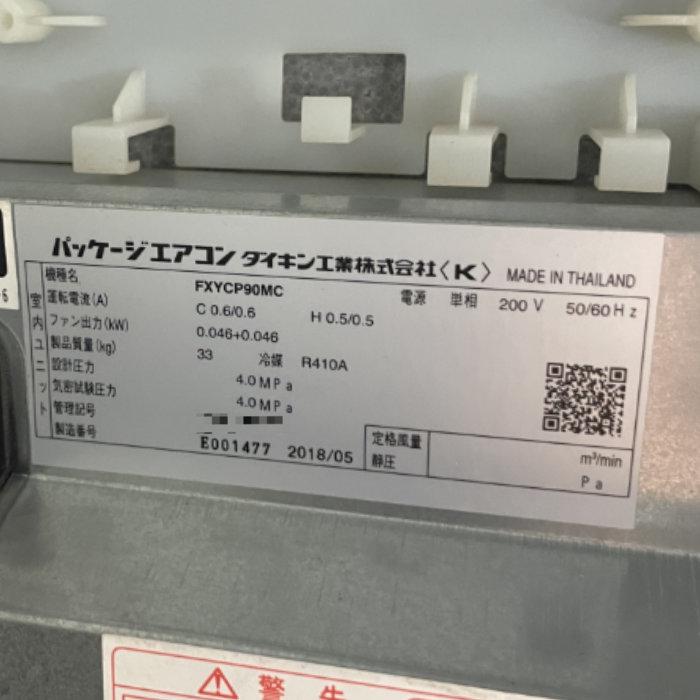 パッケージエアコン ダイキン工業株式会社〈K〉 MADE IN THAILAND
室内ユニット
機種名 FXYCP90MC 電源 単相 200 V 50/60 Hz
運転電流(A) C 0.6/0.6 H 0.5/0.5
ファン出力(kW) 0.046+0.046
製品質量(kg) 33 冷媒 R410A
設計圧力 4.0MPa
気密試験圧力 4.0MPa
管理記号
製造番号 E001477 2018/05
定格風量 m³/min
静圧 Pa
警告